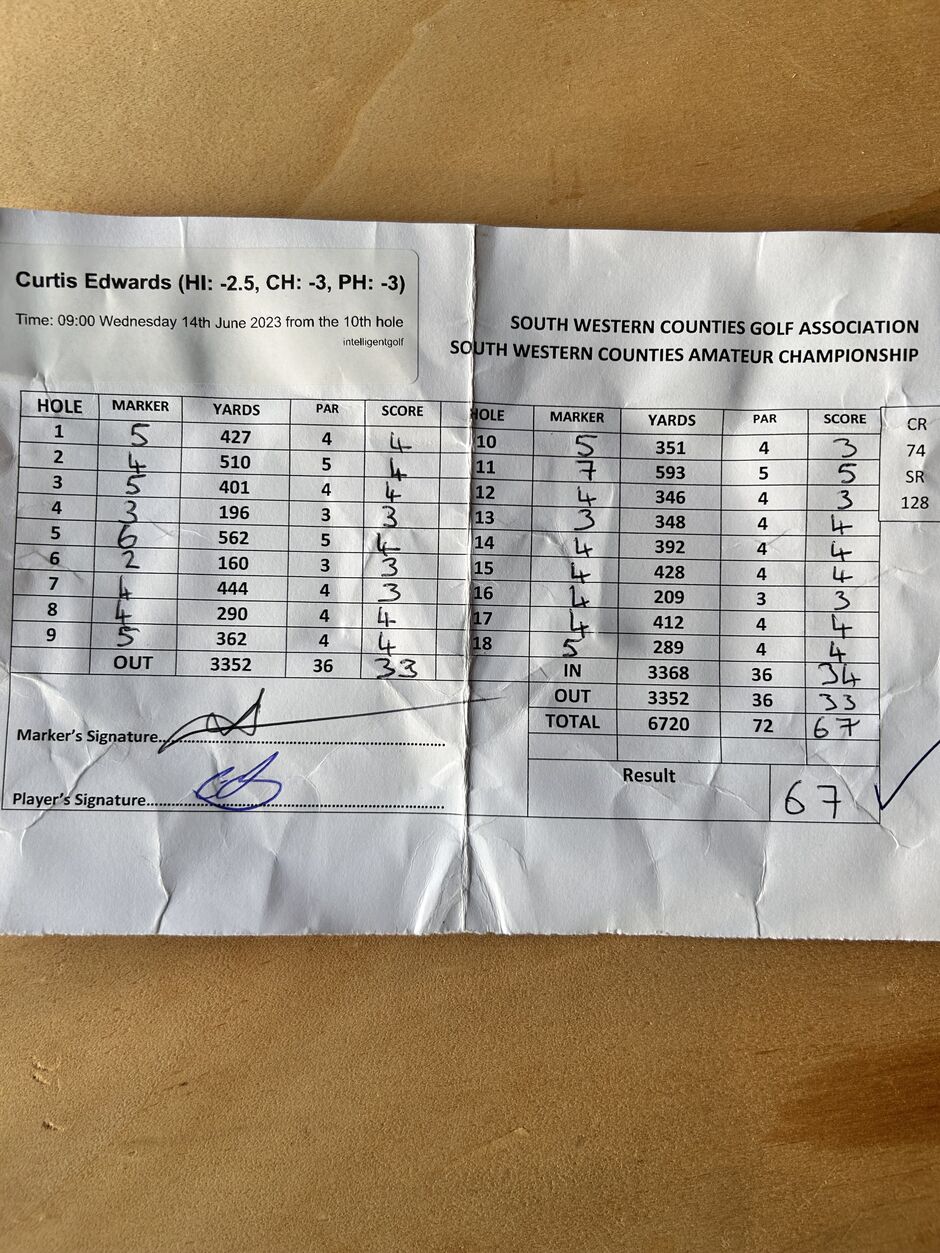 Curtis Edwards (HI: -2.5, CH: -3, PH: -3)
Time: 09:00 Wednesday 14th June 2023 from the 10th hole
intelligentgolf
SOUTH WESTERN COUNTIES GOLF ASSOCIATION
SOUTH WESTERN COUNTIES AMATEUR CHAMPIONSHIP
HOLE MARKER YARDS PAR SCORE
1 5 427 4 4
2 4 510 5 4
3 5 401 4 4
4 3 196 3 3
5 6 562 5 4
6 2 160 3 3
7 4 444 4 3
8 4 290 4 4
9 5 362 4 4
OUT 3352 36 33
HOLE MARKER YARDS PAR SCORE
10 5 351 4 3
11 7 593 5 5
12 4 346 4 3
13 3 348 4 4
14 4 392 4 4
15 4 428 4 4
16 4 209 3 3
17 4 412 4 4
18 5 289 4 4
IN 3368 36 34
OUT 3352 36 33
TOTAL 6720 72 67
Result 67
CR
74
SR
128
Marker's Signature
Player's Signature